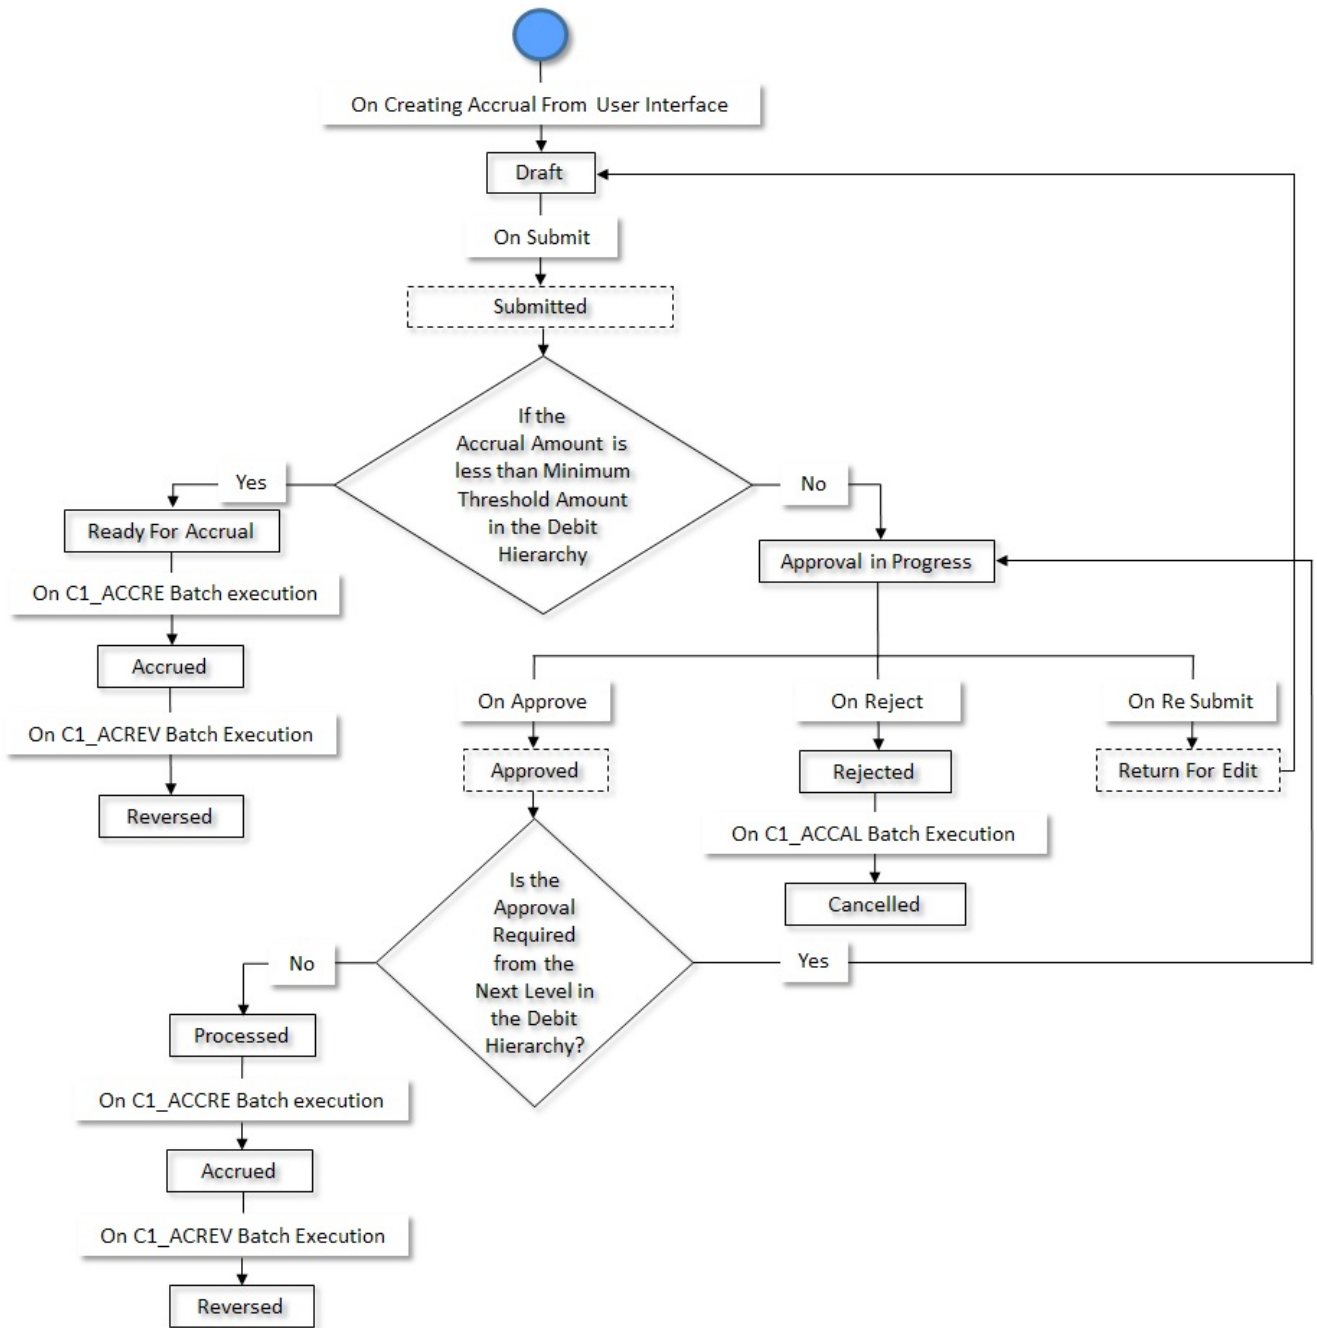 On Creating Accrual From User Interface
Draft
On Submit
Submitted
If the
Accrual Amount is
less than Minimum
Threshold Amount
in the Debit
Hierarchy
Yes
No
Ready For Accrual
Approval in Progress
On C1_ACCRE Batch execution
Accrued
On C1_ACREV Batch Execution
Reversed
On Approve
On Reject
On Re Submit
Approved
Rejected
Return For Edit
On C1_ACCAL Batch Execution
Cancelled
Is the
Approval
Required
from the
Next Level in
the Debit
Hierarchy?
No
Yes
Processed
On C1_ACCRE Batch execution
Accrued
On C1_ACREV Batch Execution
Reversed